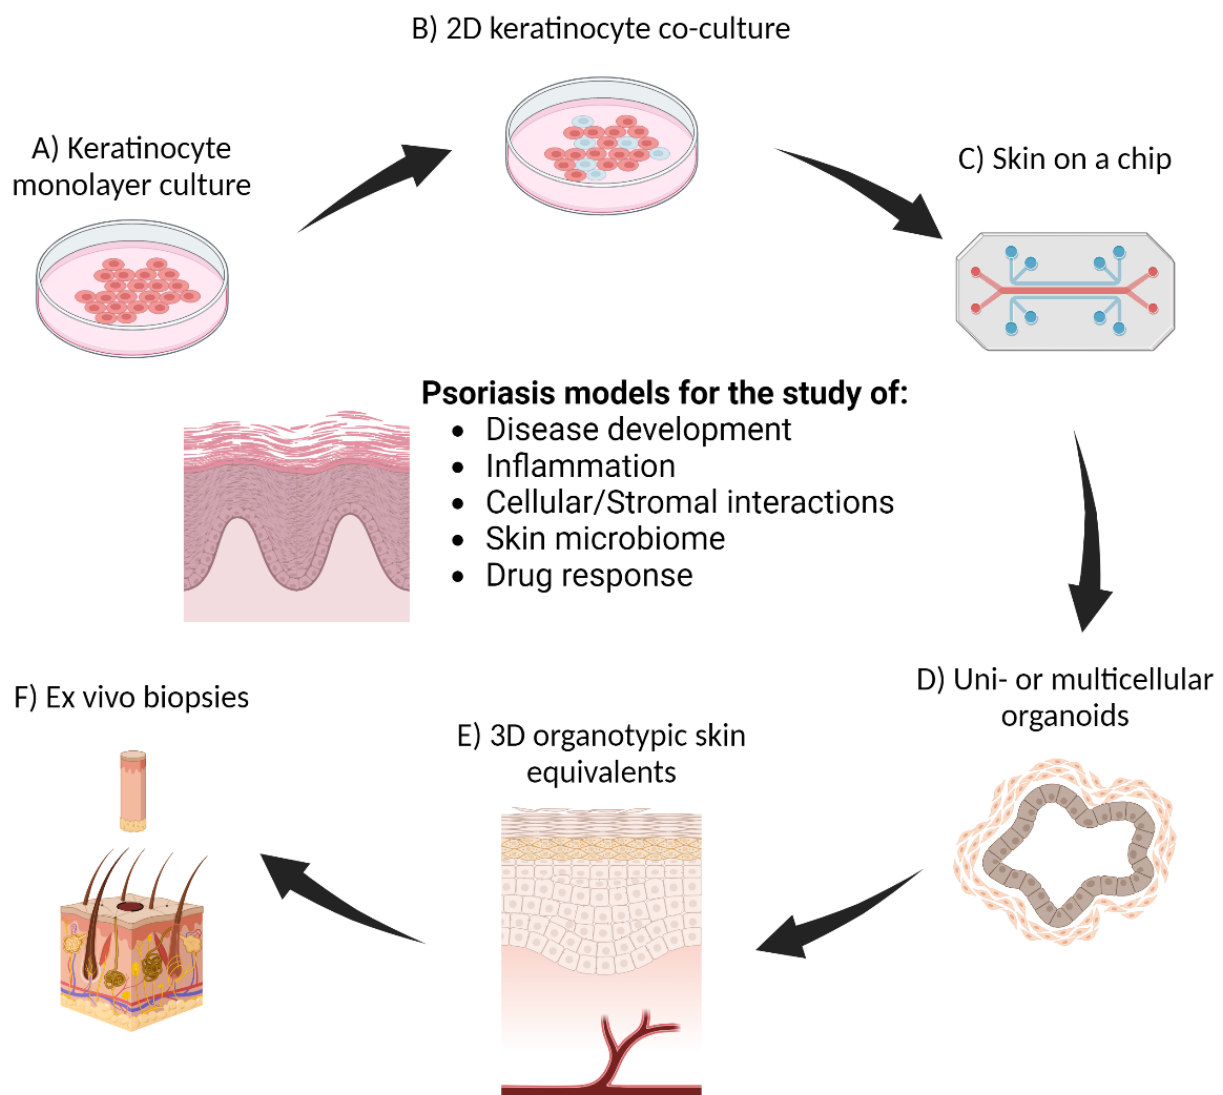 B) 2D keratinocyte co-culture
A) Keratinocyte
monolayer culture
C) Skin on a chip
Psoriasis models for the study of:
• Disease development
• Inflammation
• Cellular/Stromal interactions
• Skin microbiome
• Drug response
D) Uni- or multicellular
organoids
E) 3D organotypic skin
equivalents
F) Ex vivo biopsies